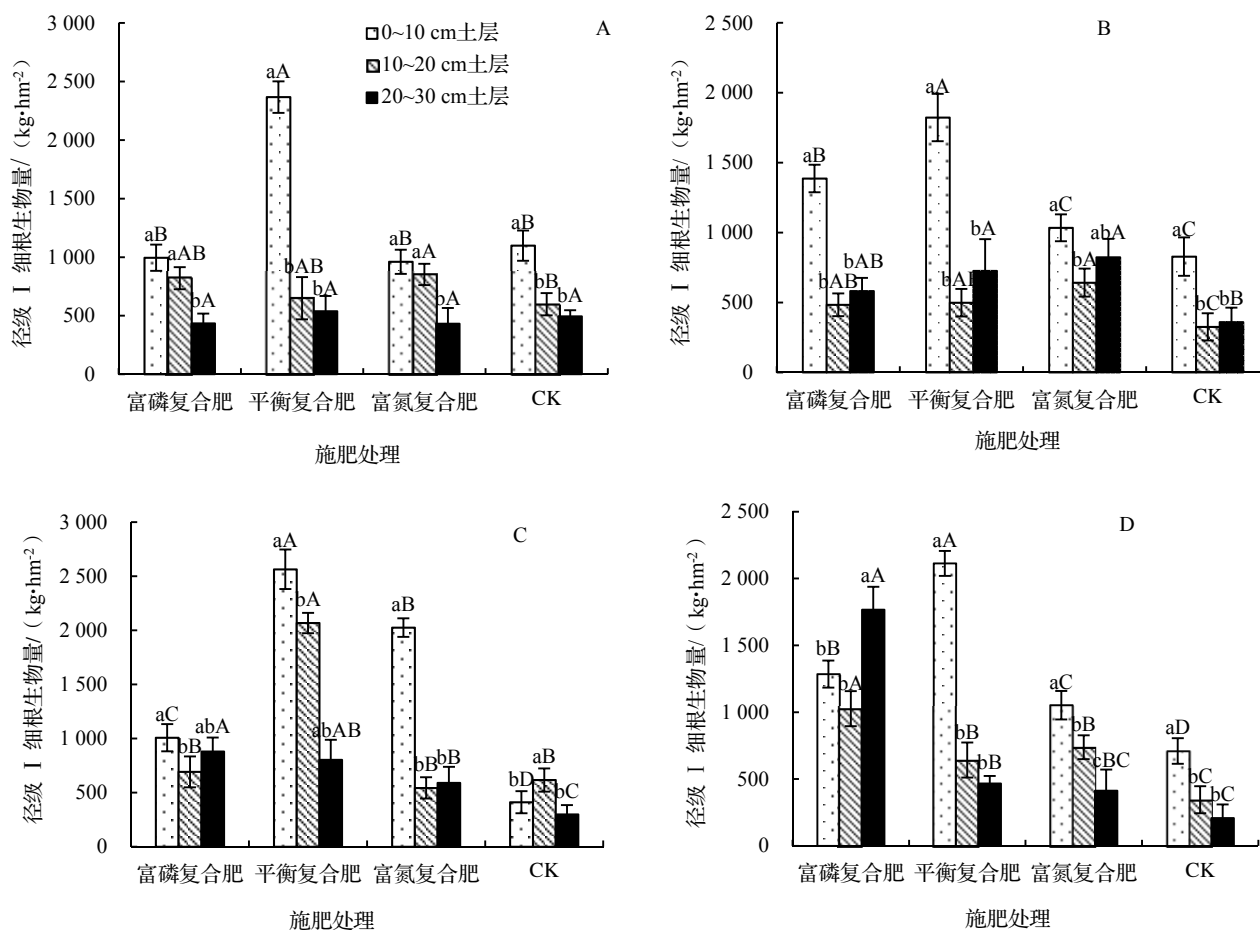 A
径级 Ⅰ 细根生物量/（kg•hm-2）
3 000
2 500
2 000
1 500
1 000
500
0
0~10 cm土层
10~20 cm土层
20~30 cm土层
aB
aAB
bA
aA
bAB
bA
aB
aA
bA
aB
bB
bA
富磷复合肥 平衡复合肥 富氮复合肥 CK
施肥处理
B
径级 Ⅰ 细根生物量/（kg•hm-2）
2 500
2 000
1 500
1 000
500
0
aB
bAB
bAB
aA
bAB
bA
aC
bA
abA
aC
bC
bB
富磷复合肥 平衡复合肥 富氮复合肥 CK
施肥处理
C
径级 Ⅰ 细根生物量/（kg•hm-2）
3 000
2 500
2 000
1 500
1 000
500
0
aC
bB
abA
aA
bA
abAB
aB
bB
bB
bD
aB
bC
富磷复合肥 平衡复合肥 富氮复合肥 CK
施肥处理
D
径级 Ⅰ 细根生物量/（kg•hm-2）
2 500
2 000
1 500
1 000
500
0
bB
bA
aA
aA
bB
bB
aC
bB
cBC
aD
bC
bC
富磷复合肥 平衡复合肥 富氮复合肥 CK
施肥处理